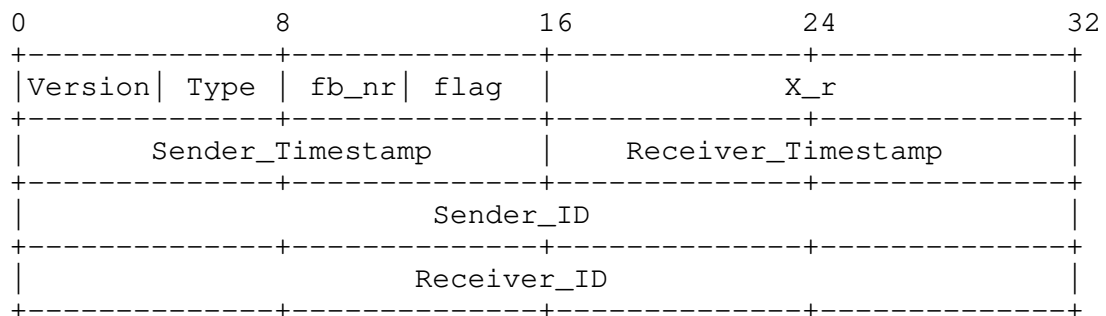 0 8 16 24 32
Version Type fb_nr flag X_r
Sender_Timestamp Receiver_Timestamp
Sender_ID
Receiver_ID